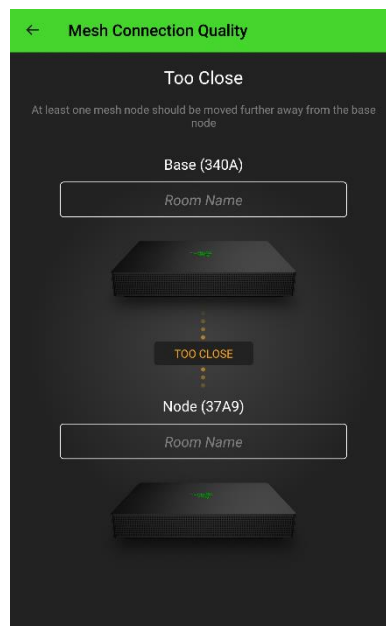 Mesh Connection Quality
Too Close
At least one mesh node should be moved further away from the base
node
Base (340A)
Room Name
TOO CLOSE
Node (37A9)
Room Name